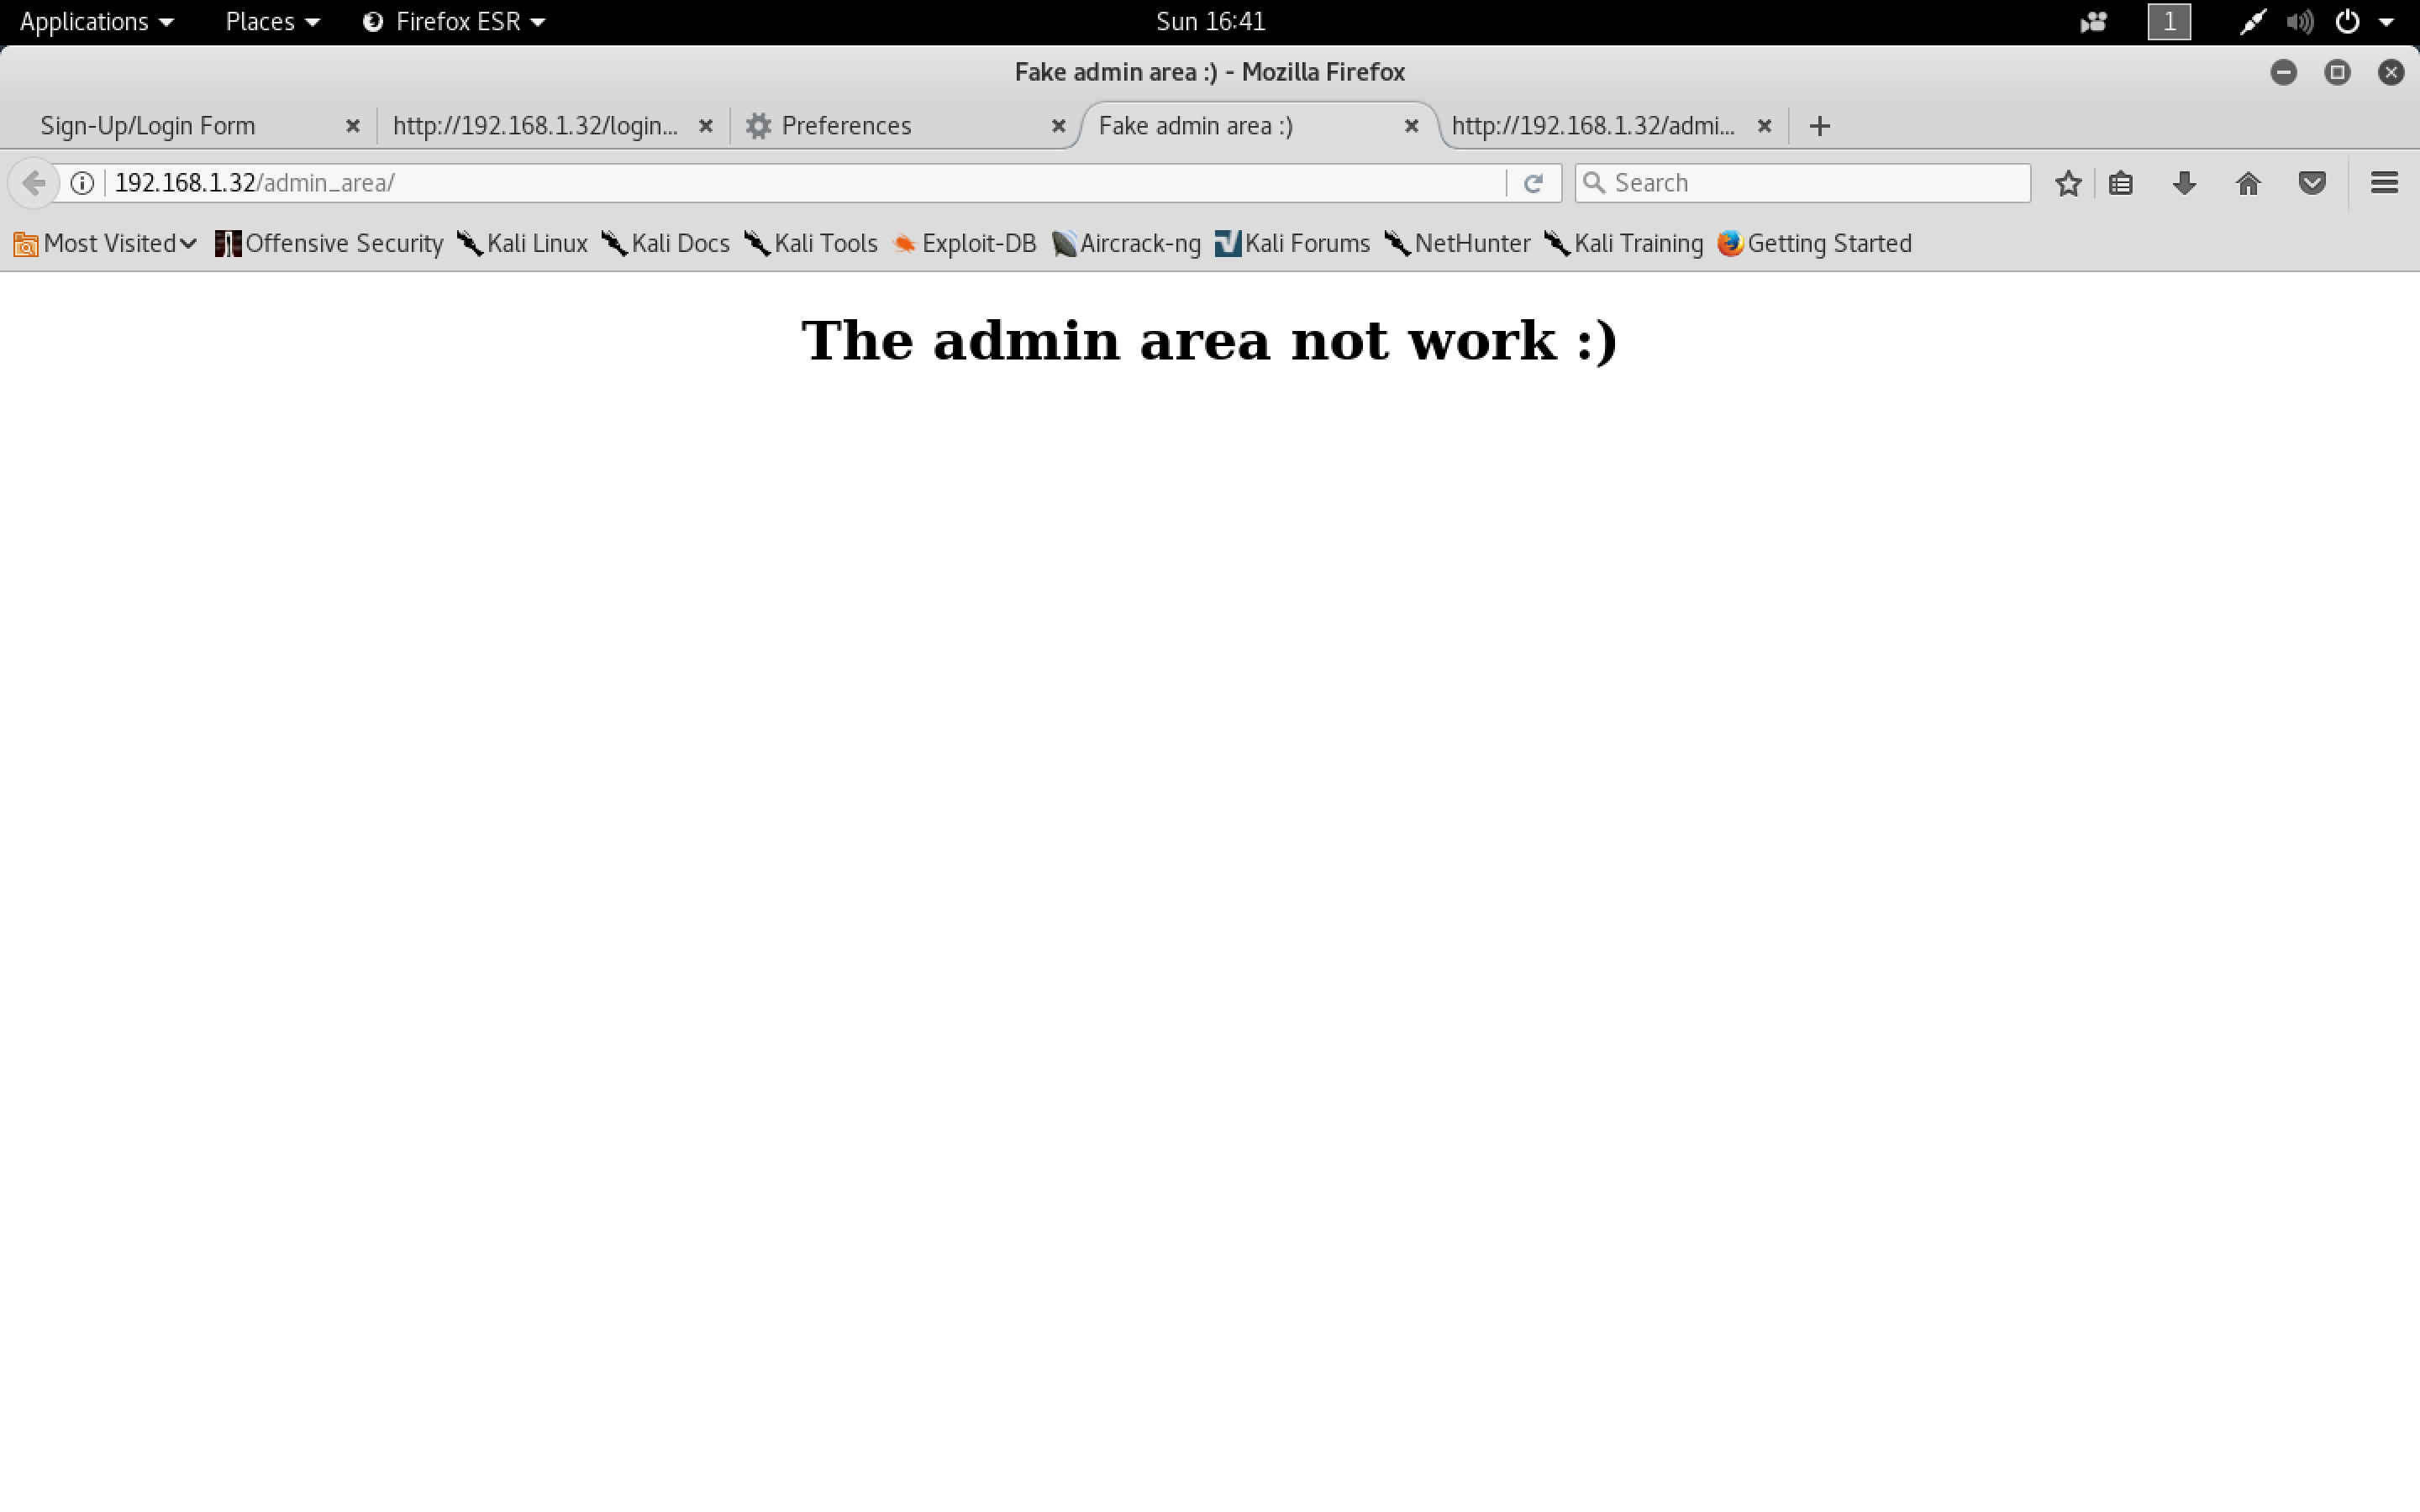 Applications Places Firefox ESR Sun 16:41 1
Fake admin area :) - Mozilla Firefox
Sign-Up/Login Form http://192.168.1.32/login... Preferences Fake admin area :) http://192.168.1.32/admi...
192.168.1.32/admin_area/ Search
Most Visited Offensive Security Kali Linux Kali Docs Kali Tools Exploit-DB Aircrack-ng Kali Forums NetHunter Kali Training Getting Started
The admin area not work :)